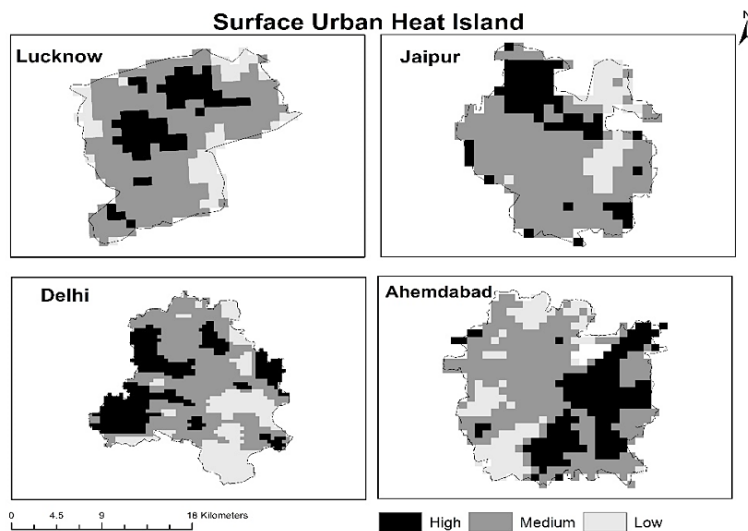 Surface Urban Heat Island
N
Lucknow
Jaipur
Delhi
Ahemdabad
0 4.5 9 18 Kilometers
High Medium Low